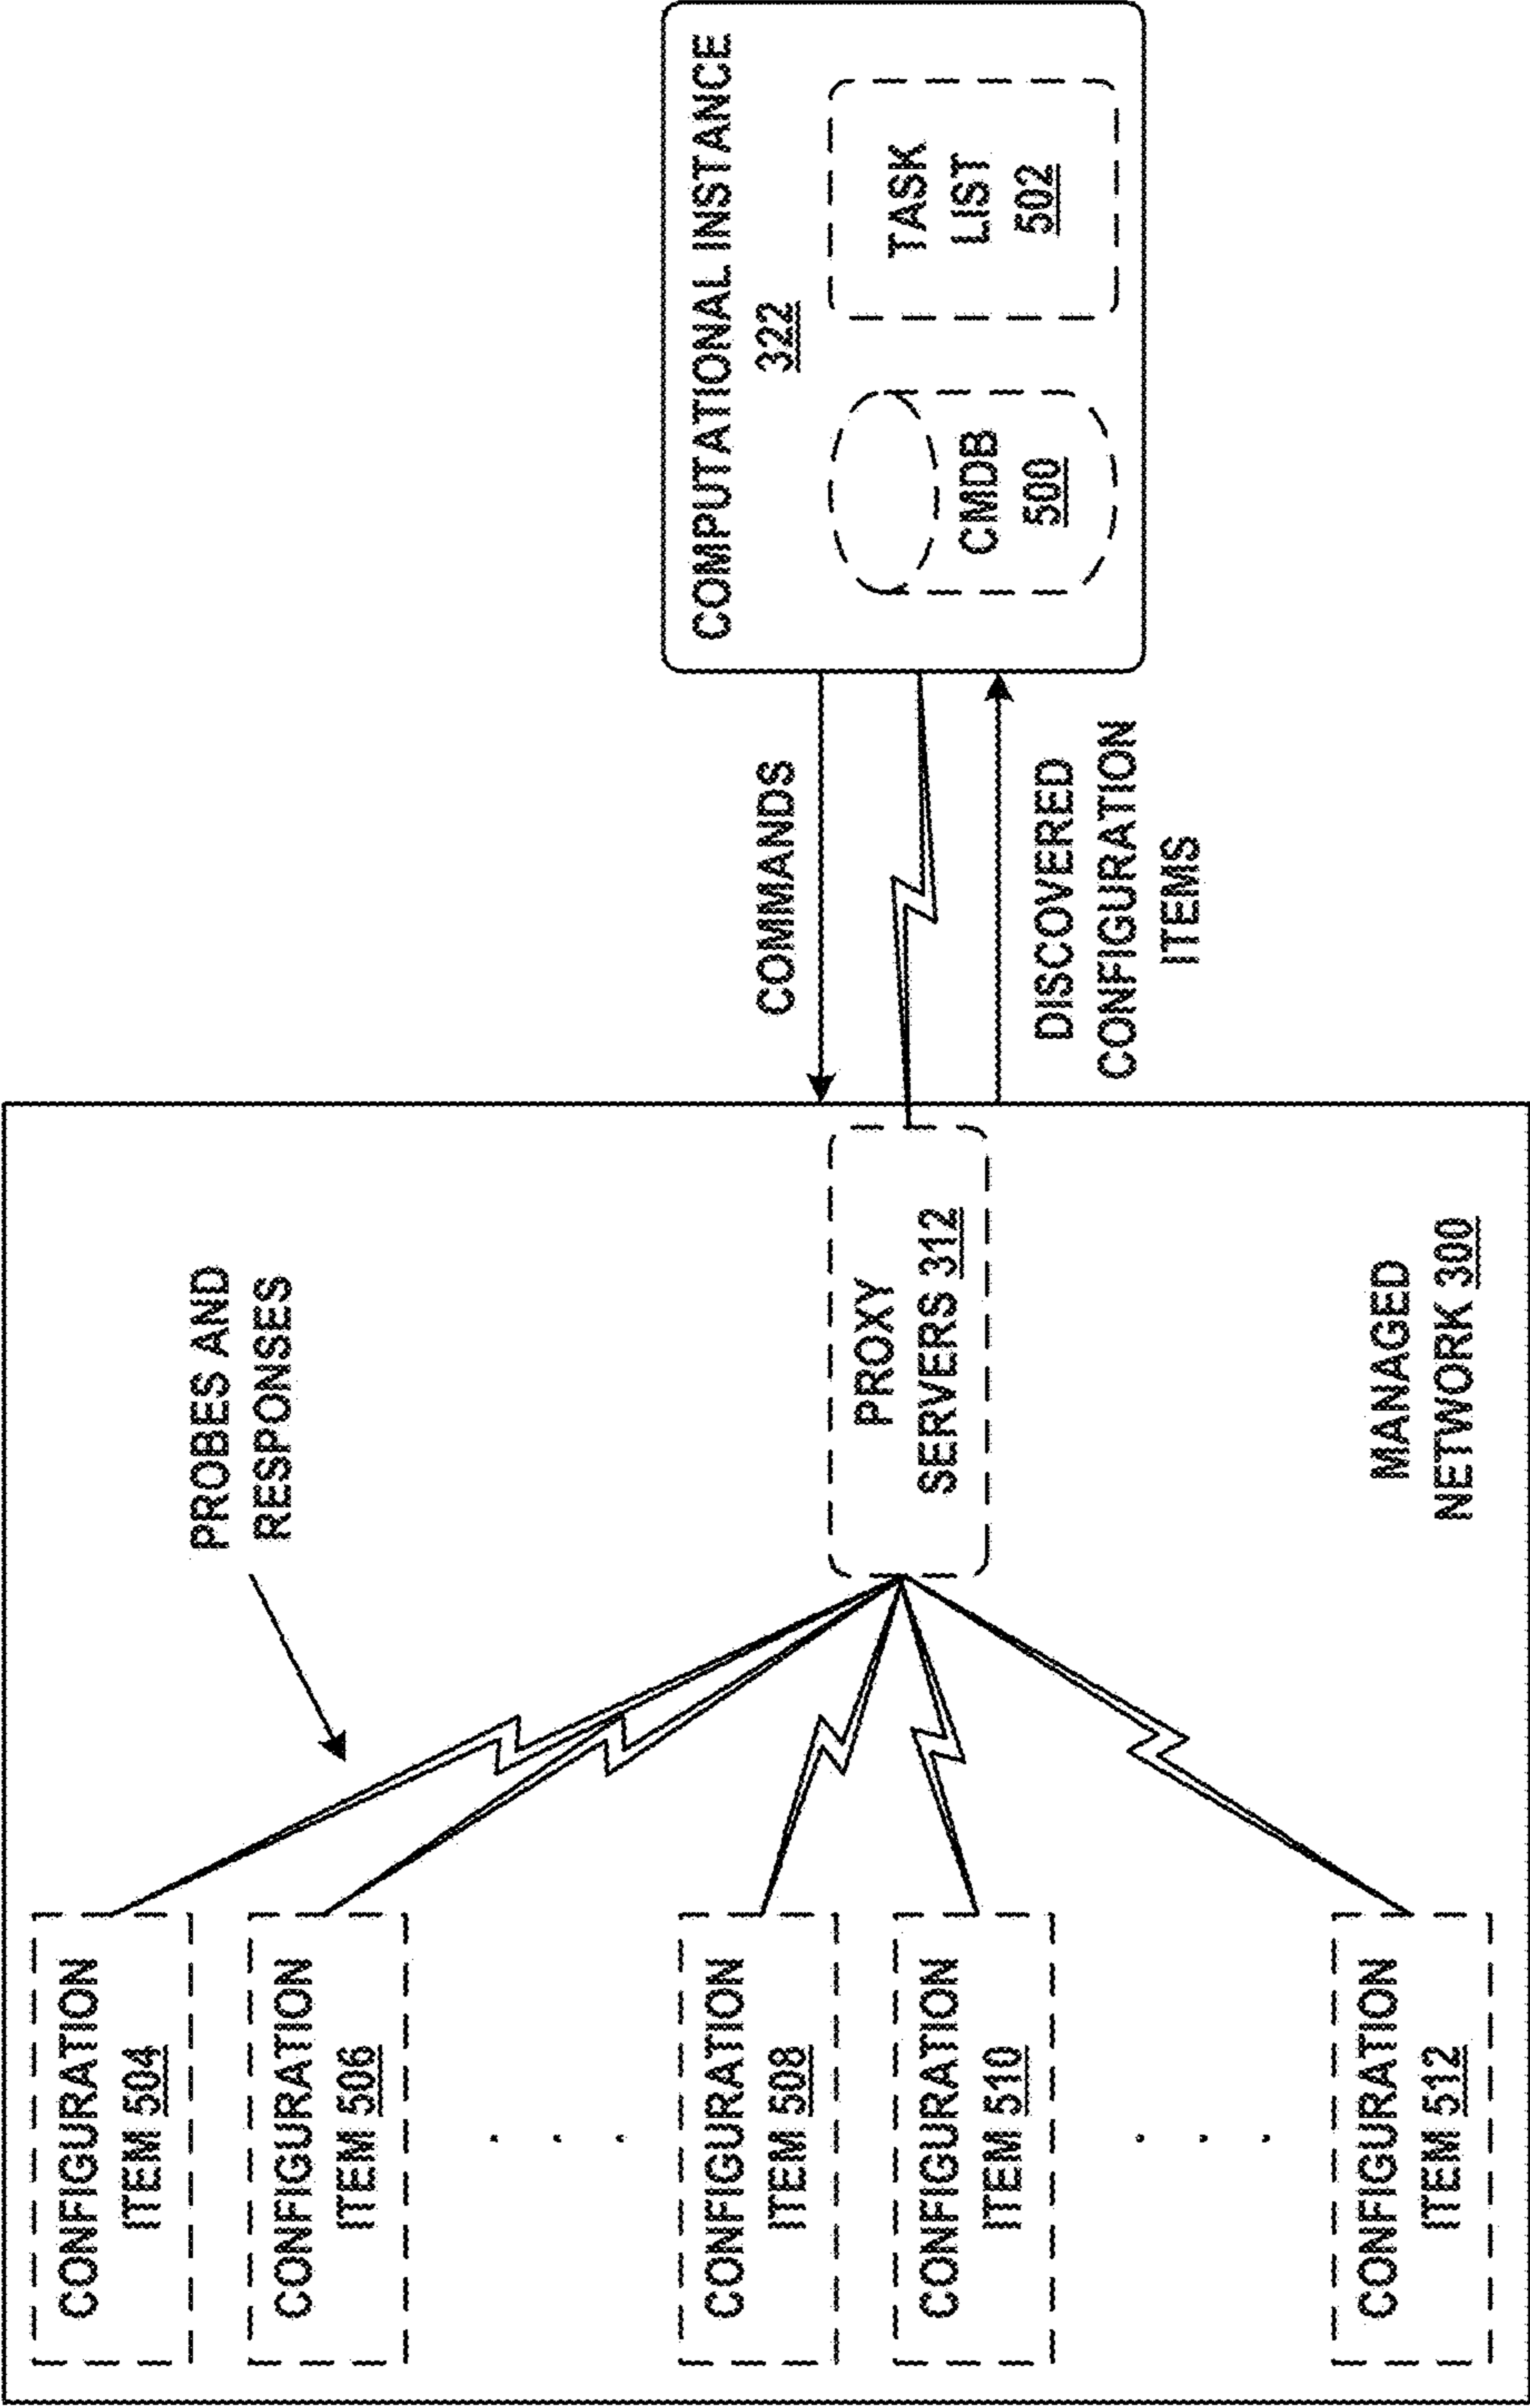 COMPUTATIONAL INSTANCE
322
CMDB
500
TASK
LIST
502
COMMANDS
DISCOVERED
CONFIGURATION
ITEMS
PROBES AND
RESPONSES
PROXY
SERVERS 312
MANAGED
NETWORK 300
CONFIGURATION
ITEM 504
CONFIGURATION
ITEM 506
. . .
CONFIGURATION
ITEM 508
CONFIGURATION
ITEM 510
. . .
CONFIGURATION
ITEM 512